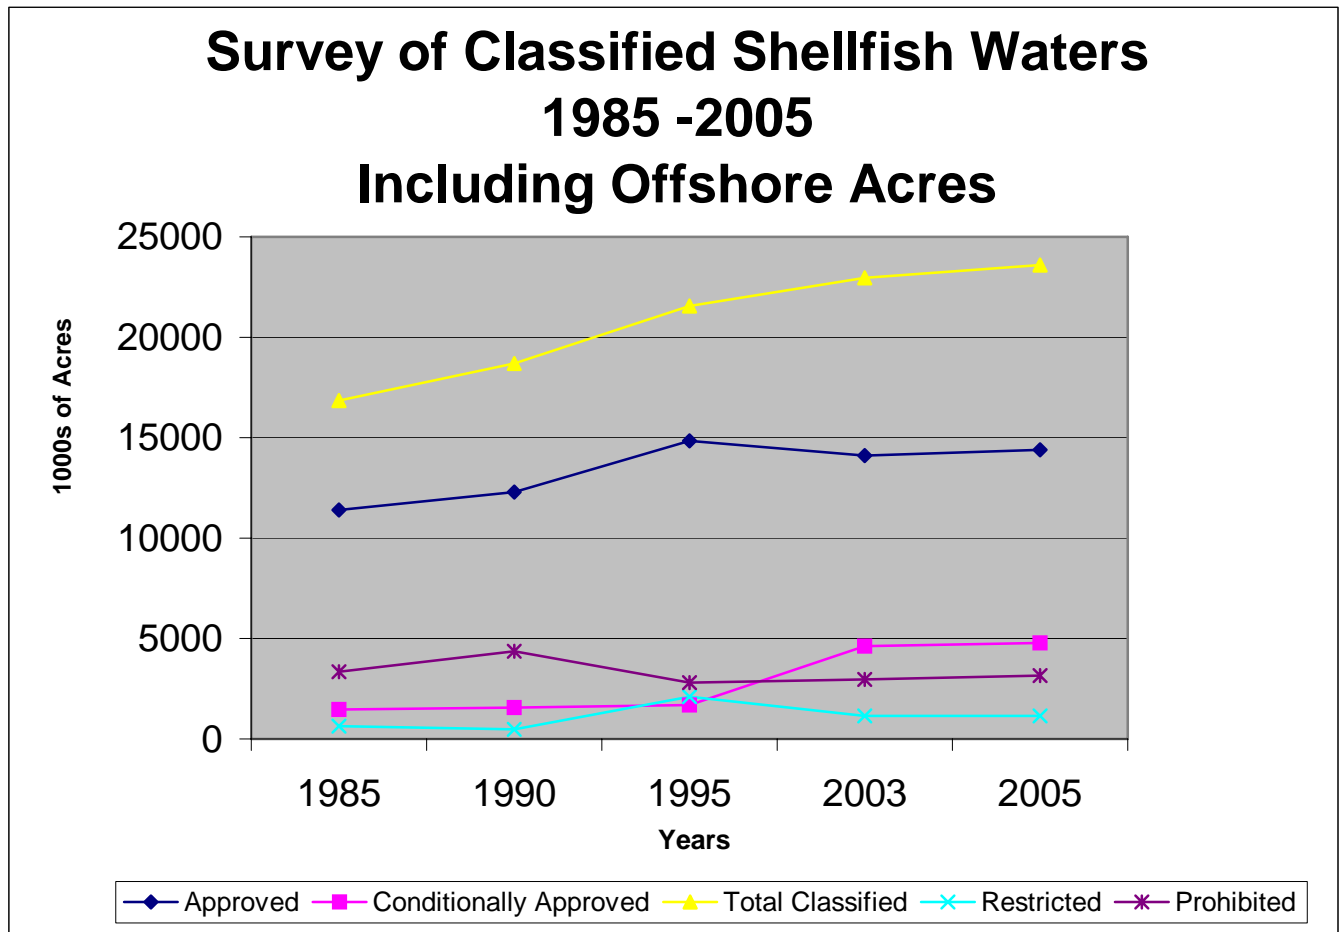 Survey of Classified Shellfish Waters
1985 -2005
Including Offshore Acres
1000s of Acres
25000
20000
15000
10000
5000
0
1985 1990 1995 2003 2005
Years
Approved Conditionally Approved Total Classified Restricted Prohibited